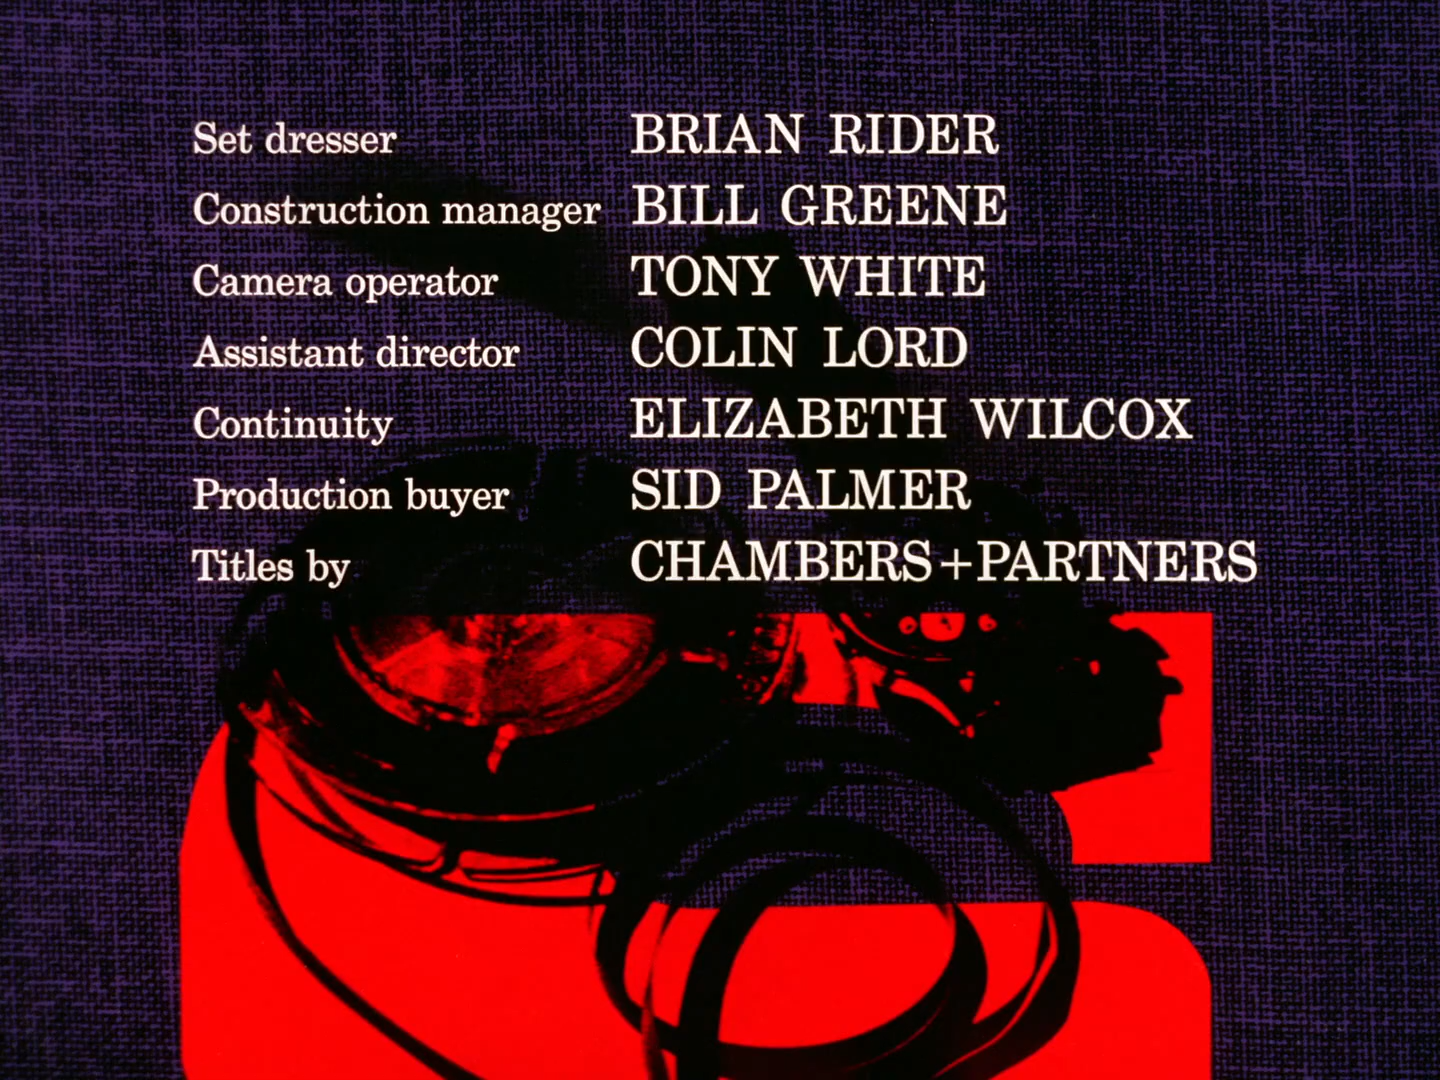 Set dresser BRIAN RIDER
Construction manager BILL GREENE
Camera operator TONY WHITE
Assistant director COLIN LORD
Continuity ELIZABETH WILCOX
Production buyer SID PALMER
Titles by CHAMBERS+PARTNERS